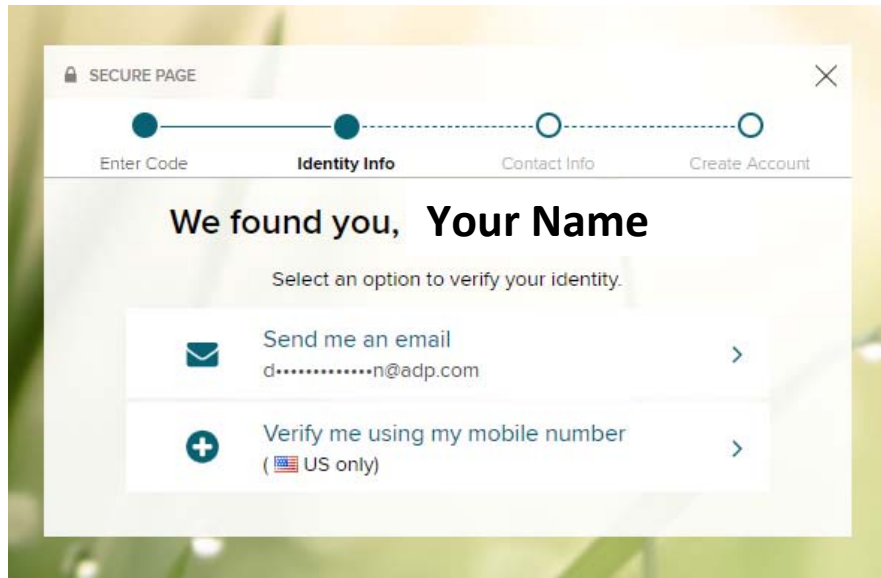 SECURE PAGE
Enter Code Identity Info Contact Info Create Account
We found you, Your Name
Select an option to verify your identity.
Send me an email
d•••••••••••••n@adp.com
Verify me using my mobile number
( US only)